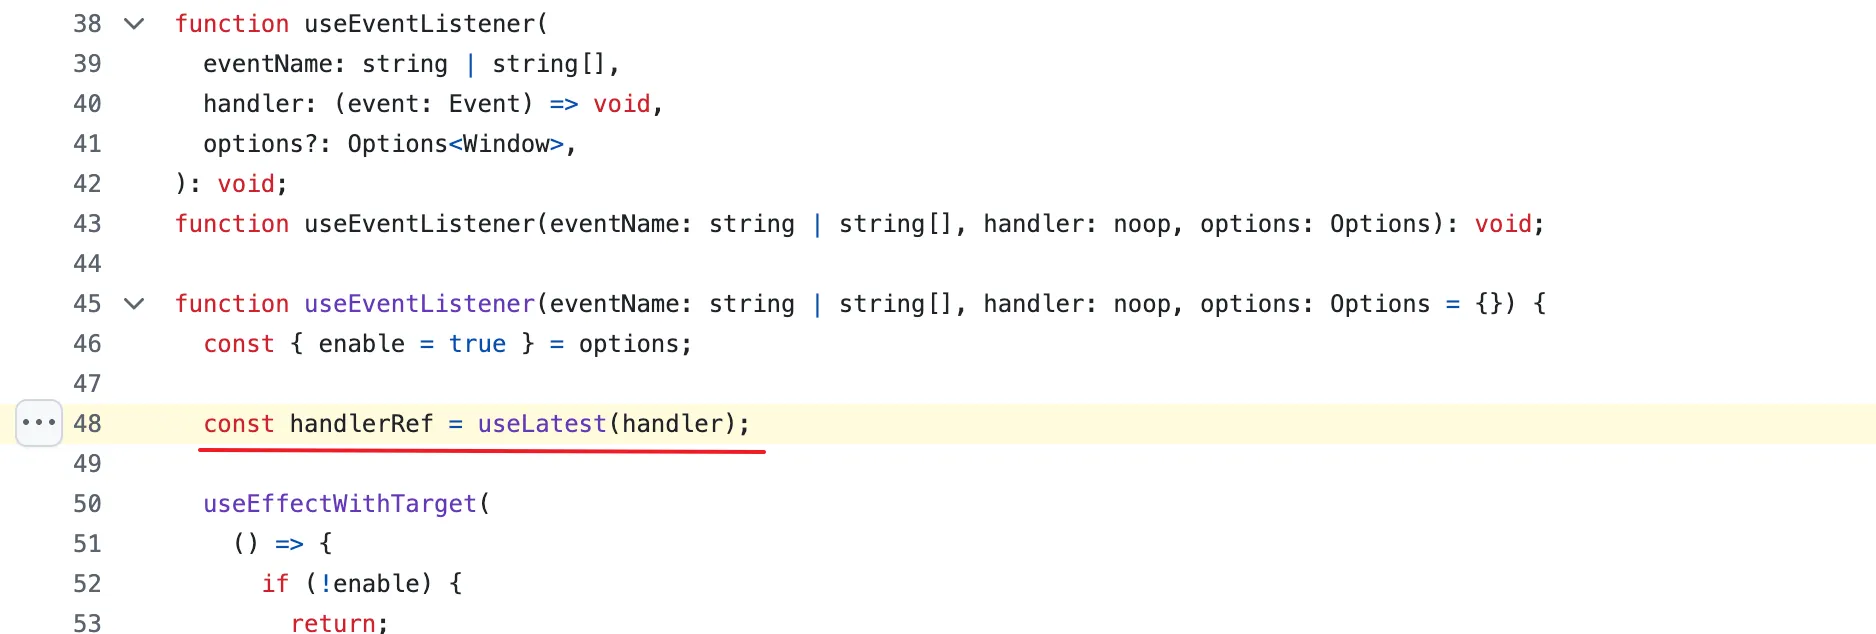 38 function useEventListener(
39 eventName: string | string[],
40 handler: (event: Event) => void,
41 options?: Options<Window>,
42 ): void;
43 function useEventListener(eventName: string | string[], handler: noop, options: Options): void;
44
45 function useEventListener(eventName: string | string[], handler: noop, options: Options = {}) {
46 const { enable = true } = options;
47
48 const handlerRef = useLatest(handler);
49
50 useEffectWithTarget(
51 () => {
52 if (!enable) {
53 return;